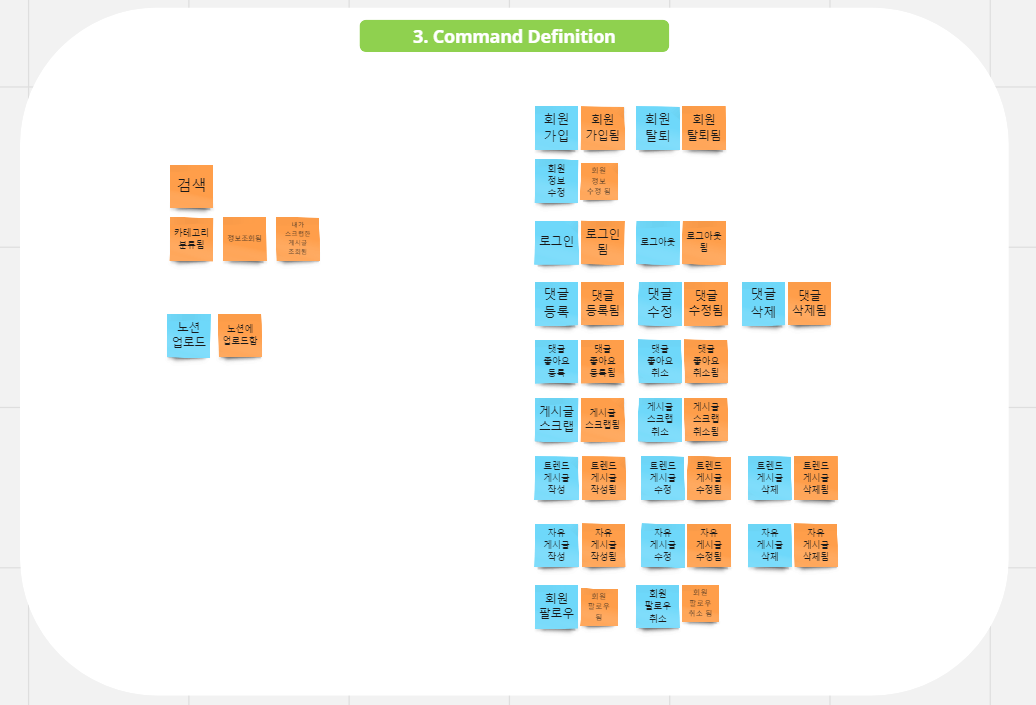 3. Command Definition
회원
가입
회원
가입됨
회원
탈퇴
회원
탈퇴됨
회원
정보
수정
회원
정보
수정 됨
검색
카테고리
분류됨
정보조회됨
내가
스크랩한
게시글
조회됨
로그인
로그인
됨
로그아웃
로그아웃
됨
댓글
등록
댓글
등록됨
댓글
수정
댓글
수정됨
댓글
삭제
댓글
삭제됨
노션
업로드
노션에
업로드함
댓글
좋아요
등록
댓글
좋아요
등록됨
댓글
좋아요
취소
댓글
좋아요
취소됨
게시글
스크랩
게시글
스크랩됨
게시글
스크랩
취소
게시글
스크랩
취소됨
트렌드
게시글
작성
트렌드
게시글
작성됨
트렌드
게시글
수정
트렌드
게시글
수정됨
트렌드
게시글
삭제
트렌드
게시글
삭제됨
자유
게시글
작성
자유
게시글
작성됨
자유
게시글
수정
자유
게시글
수정됨
자유
게시글
삭제
자유
게시글
삭제됨
회원
팔로우
회원
팔로우
됨
회원
팔로우
취소
회원
팔로우
취소 됨